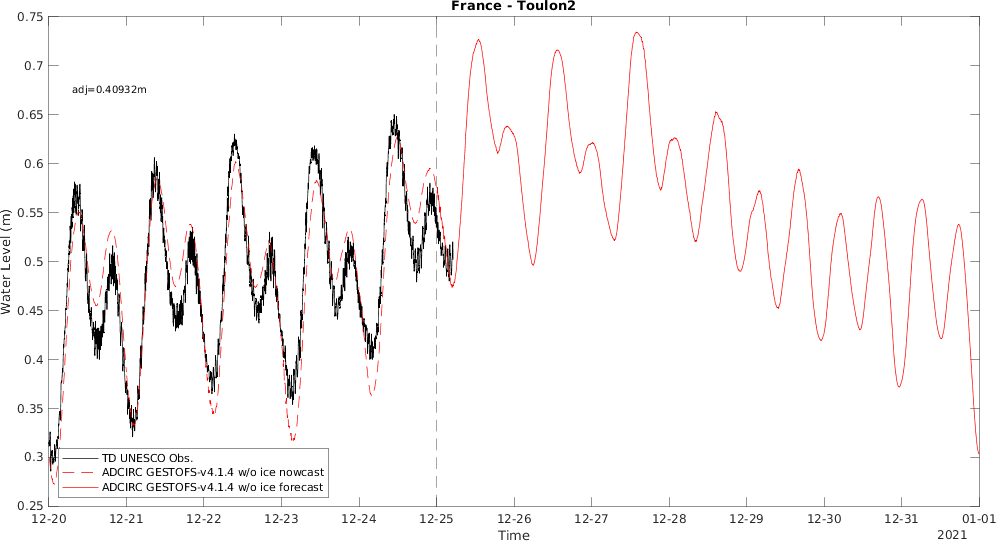 France - Toulon2
0.75
0.7
0.65
0.6
0.55
0.5
0.45
0.4
0.35
0.3
0.25
Water Level (m)
adj=0.40932m
TD UNESCO Obs.
ADCIRC GESTOFS-v4.1.4 w/o ice nowcast
ADCIRC GESTOFS-v4.1.4 w/o ice forecast
12-20 12-21 12-22 12-23 12-24 12-25 12-26 12-27 12-28 12-29 12-30 12-31 01-01
Time
2021